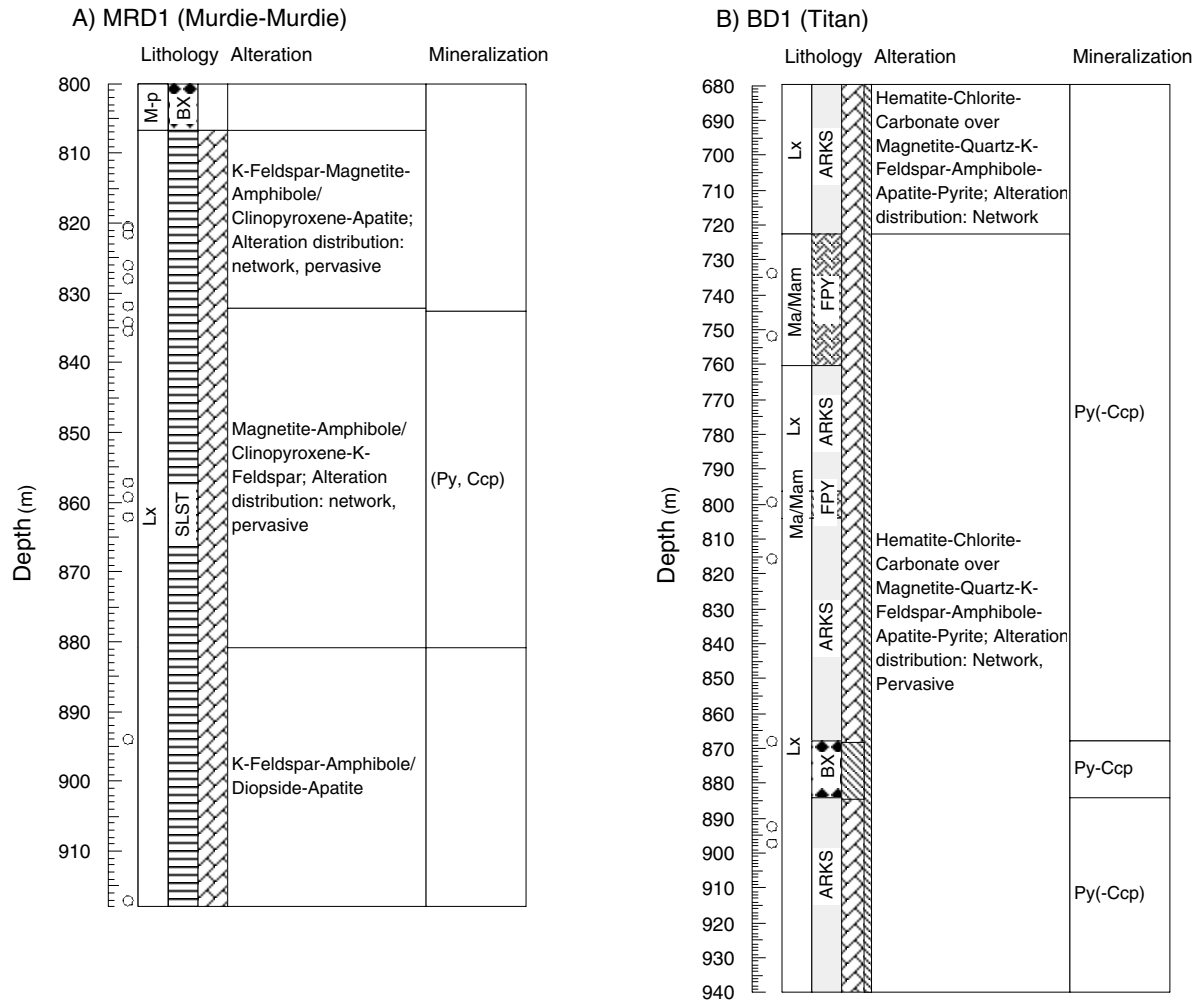 A) MRD1 (Murdie-Murdie)
Lithology Alteration Mineralization
800
810
820
830
840
850
860
870
880
890
900
910
Depth (m)
M-p
BX
Lx
SLST
K-Feldspar-Magnetite-
Amphibole/
Clinopyroxene-Apatite;
Alteration distribution:
network, pervasive
Magnetite-Amphibole/
Clinopyroxene-K-
Feldspar; Alteration
distribution: network,
pervasive
(Py, Ccp)
K-Feldspar-Amphibole/
Diopside-Apatite
B) BD1 (Titan)
Lithology Alteration Mineralization
680
690
700
710
720
730
740
750
760
770
780
790
800
810
820
830
840
850
860
870
880
890
900
910
920
930
940
Depth (m)
Lx
ARKS
Ma/Mam
FPY
Lx
ARKS
Ma/Mam
FPY
ARKS
Lx
BX
ARKS
Hematite-Chlorite-
Carbonate over
Magnetite-Quartz-K-
Feldspar-Amphibole-
Apatite-Pyrite; Alteration
distribution: Network
Hematite-Chlorite-
Carbonate over
Magnetite-Quartz-K-
Feldspar-Amphibole-
Apatite-Pyrite; Alteration
distribution: Network,
Pervasive
Py(-Ccp)
Py-Ccp
Py(-Ccp)